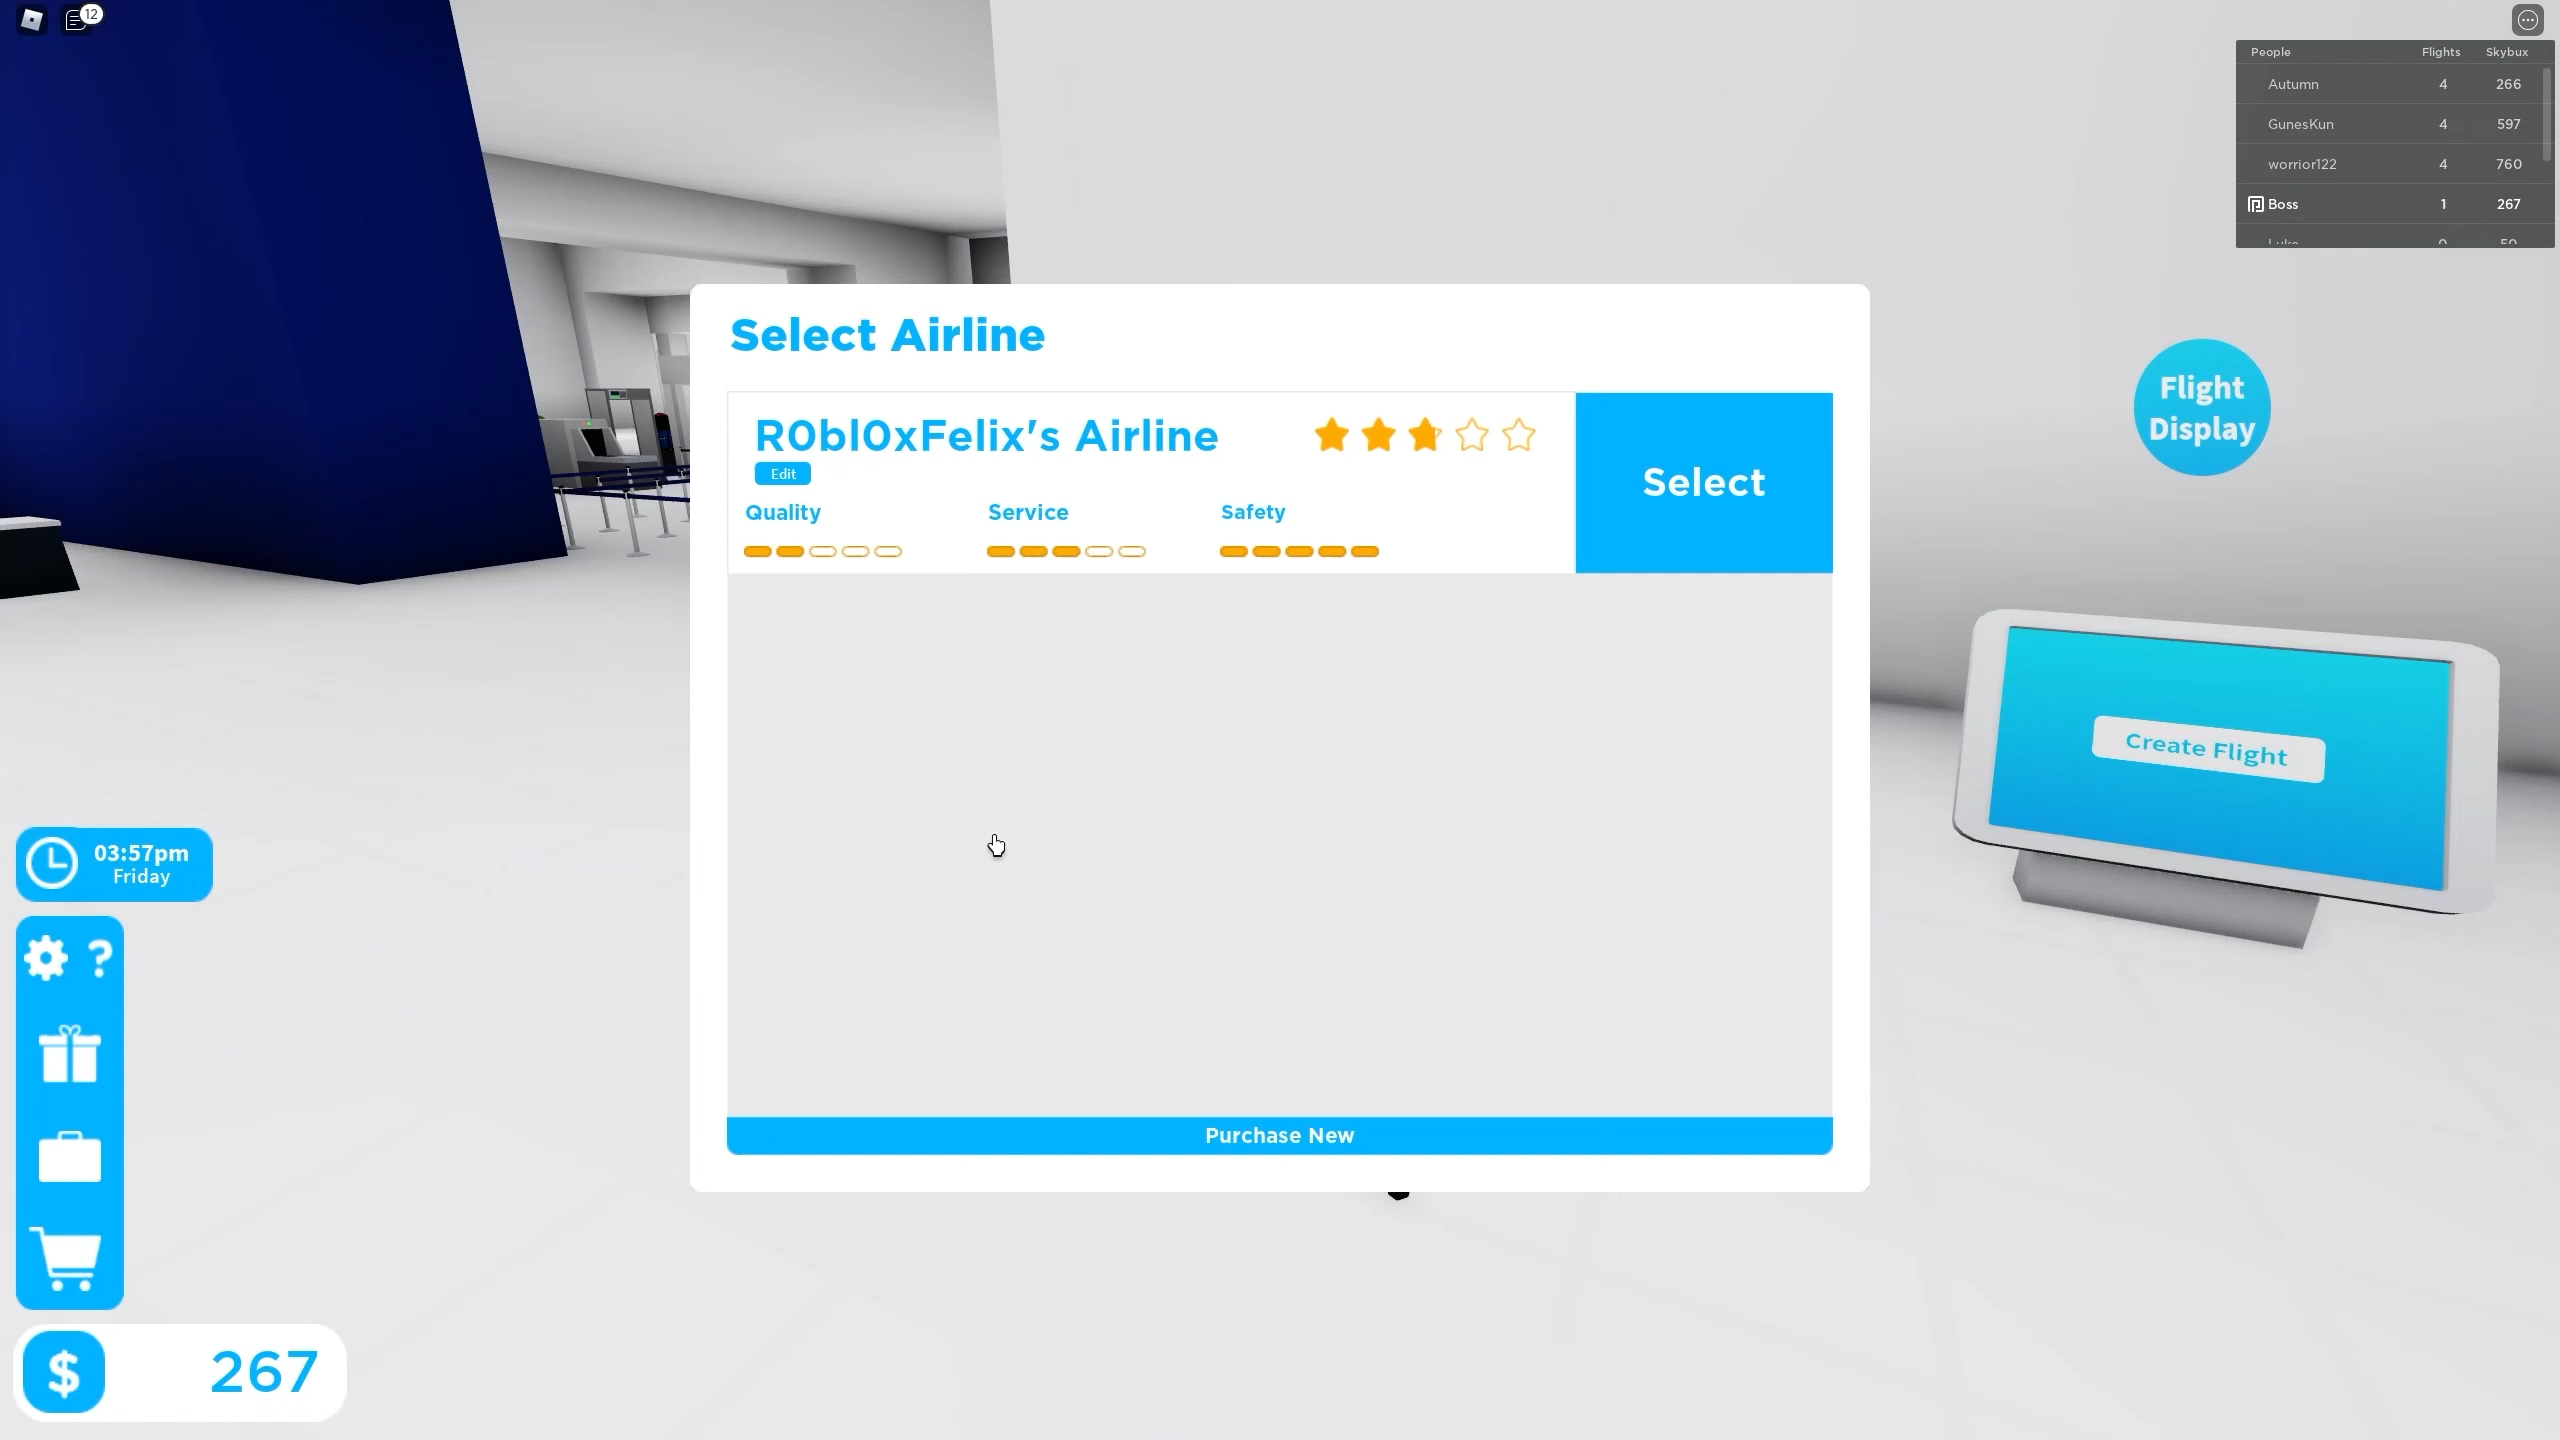 12
People Flights Skybux
Autumn 4 266
GunesKun 4 597
worrior122 4 760
Boss 1 267
Select Airline
R0bl0xFelix's Airline
Edit
Select
Quality Service Safety
Flight
Display
Create Flight
03:57pm
Friday
?
Purchase New
$ 267